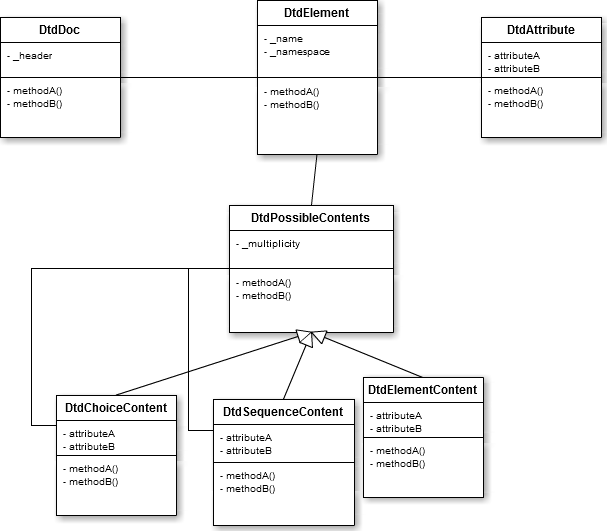 DtdDoc
- _header
- methodA()
- methodB()
DtdElement
- _name
- _namespace
- methodA()
- methodB()
DtdAttribute
- attributeA
- attributeB
- methodA()
- methodB()
DtdPossibleContents
- _multiplicity
- methodA()
- methodB()
DtdChoiceContent
- attributeA
- attributeB
- methodA()
- methodB()
DtdSequenceContent
- attributeA
- attributeB
- methodA()
- methodB()
DtdElementContent
- attributeA
- attributeB
- methodA()
- methodB()